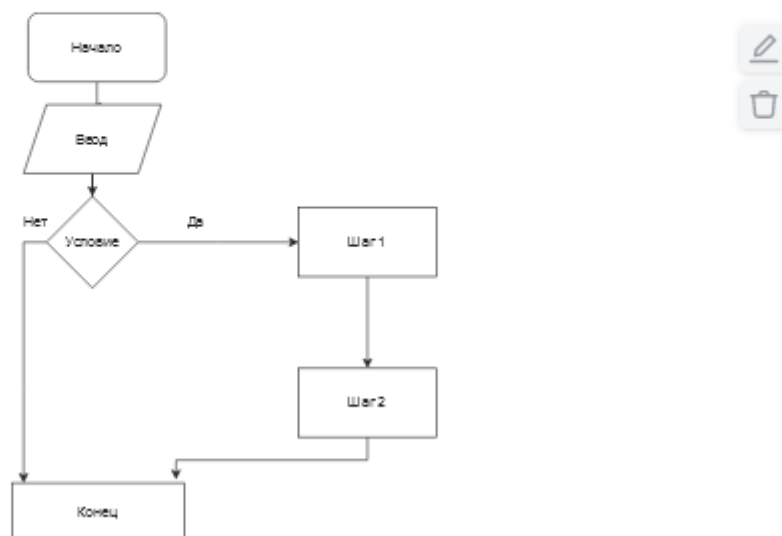 Начало
Ввод
Нет
Да
Условие
Шаг 1
Шаг 2
Конец